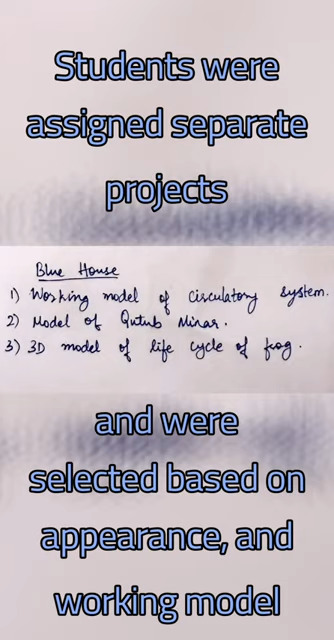 Students were
assigned separate
projects
Blue House
1) Working model of circulatory system.
2) Model of Qutub Minar.
3) 3D model of life cycle of frog.
and were
selected based on
appearance, and
working model